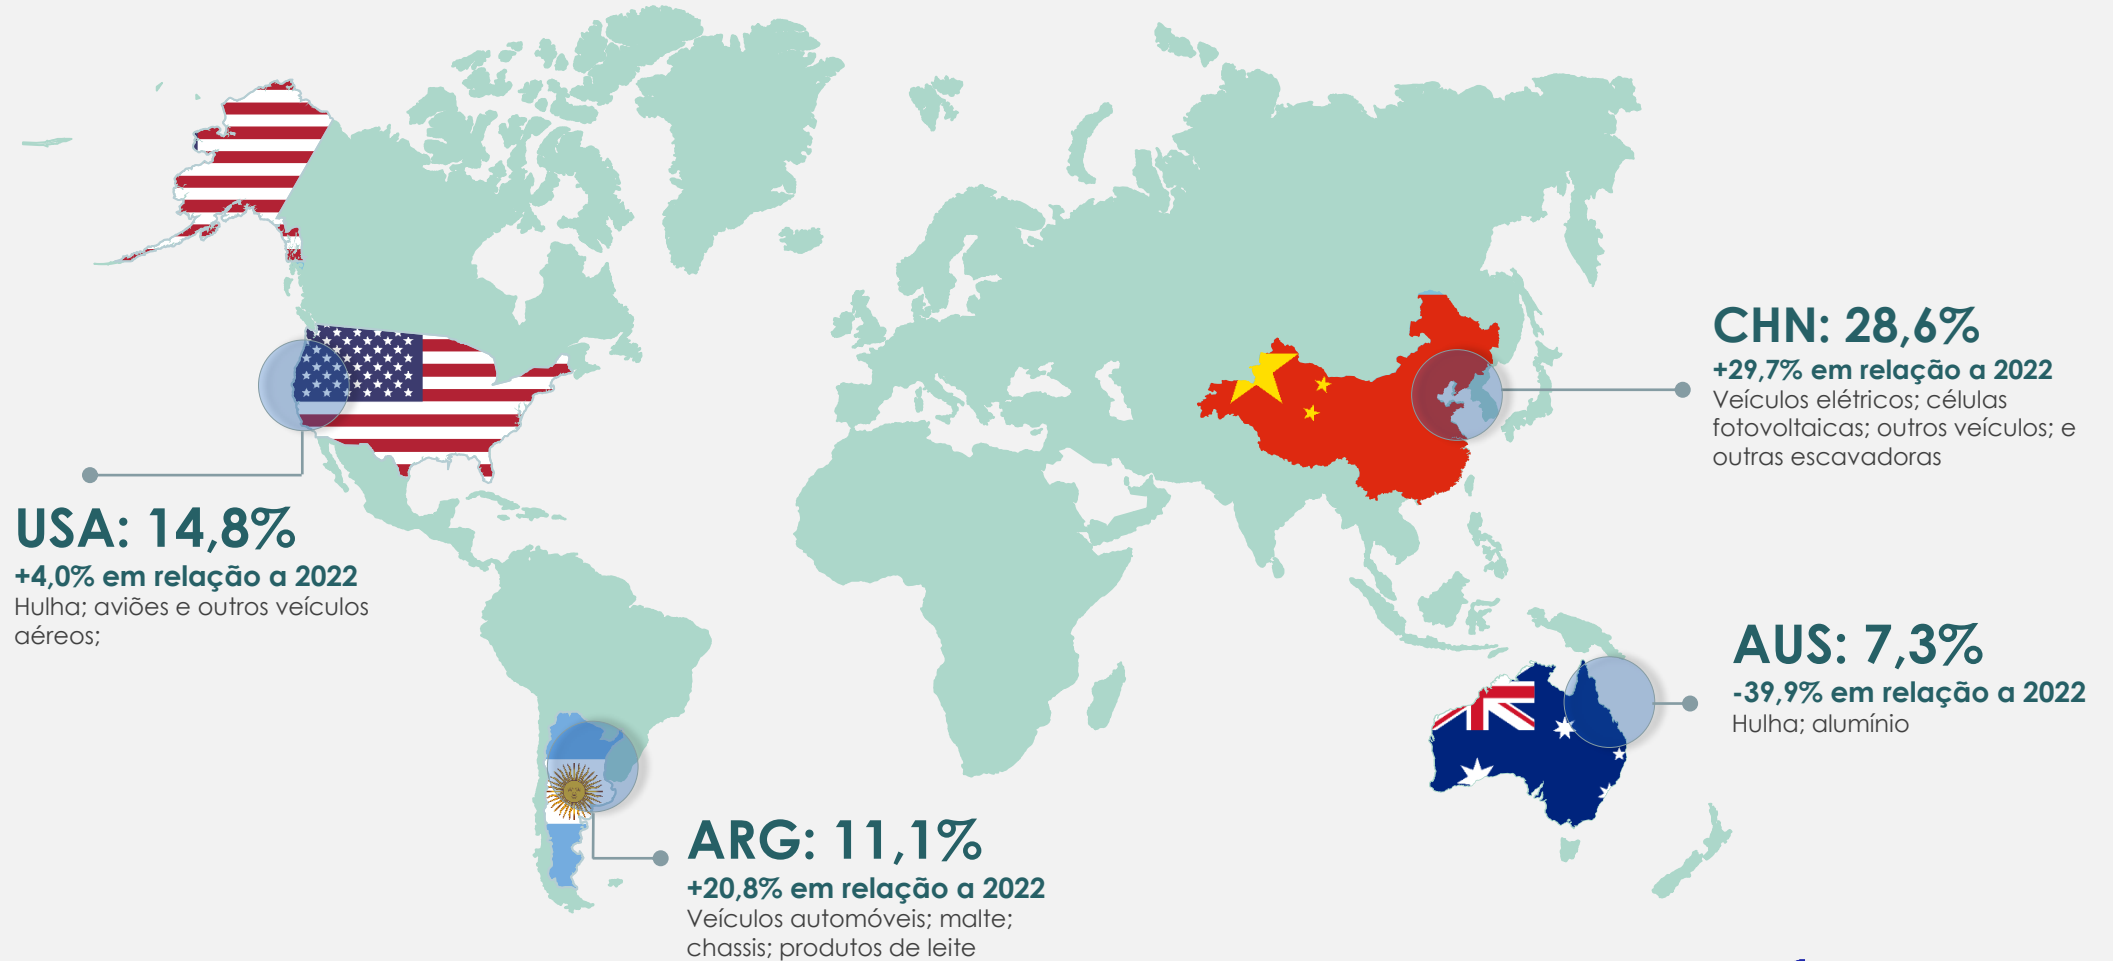 CHN: 28,6%
+29,7% em relação a 2022
Veículos elétricos; células
fotovoltaicas; outros veículos; e
outras escavadoras
USA: 14,8%
+4,0% em relação a 2022
Hulha; aviões e outros veículos
aéreos;
AUS: 7,3%
-39,9% em relação a 2022
Hulha; alumínio
ARG: 11,1%
+20,8% em relação a 2022
Veículos automóveis; malte;
chassis; produtos de leite